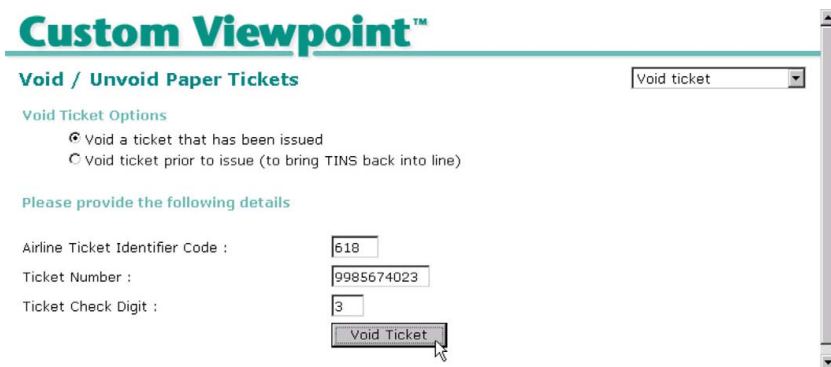 Custom Viewpoint™
Void / Unvoid Paper Tickets
Void ticket
Void Ticket Options
Void a ticket that has been issued
Void ticket prior to issue (to bring TINS back into line)
Please provide the following details
Airline Ticket Identifier Code : 618
Ticket Number : 9985674023
Ticket Check Digit : 3
Void Ticket